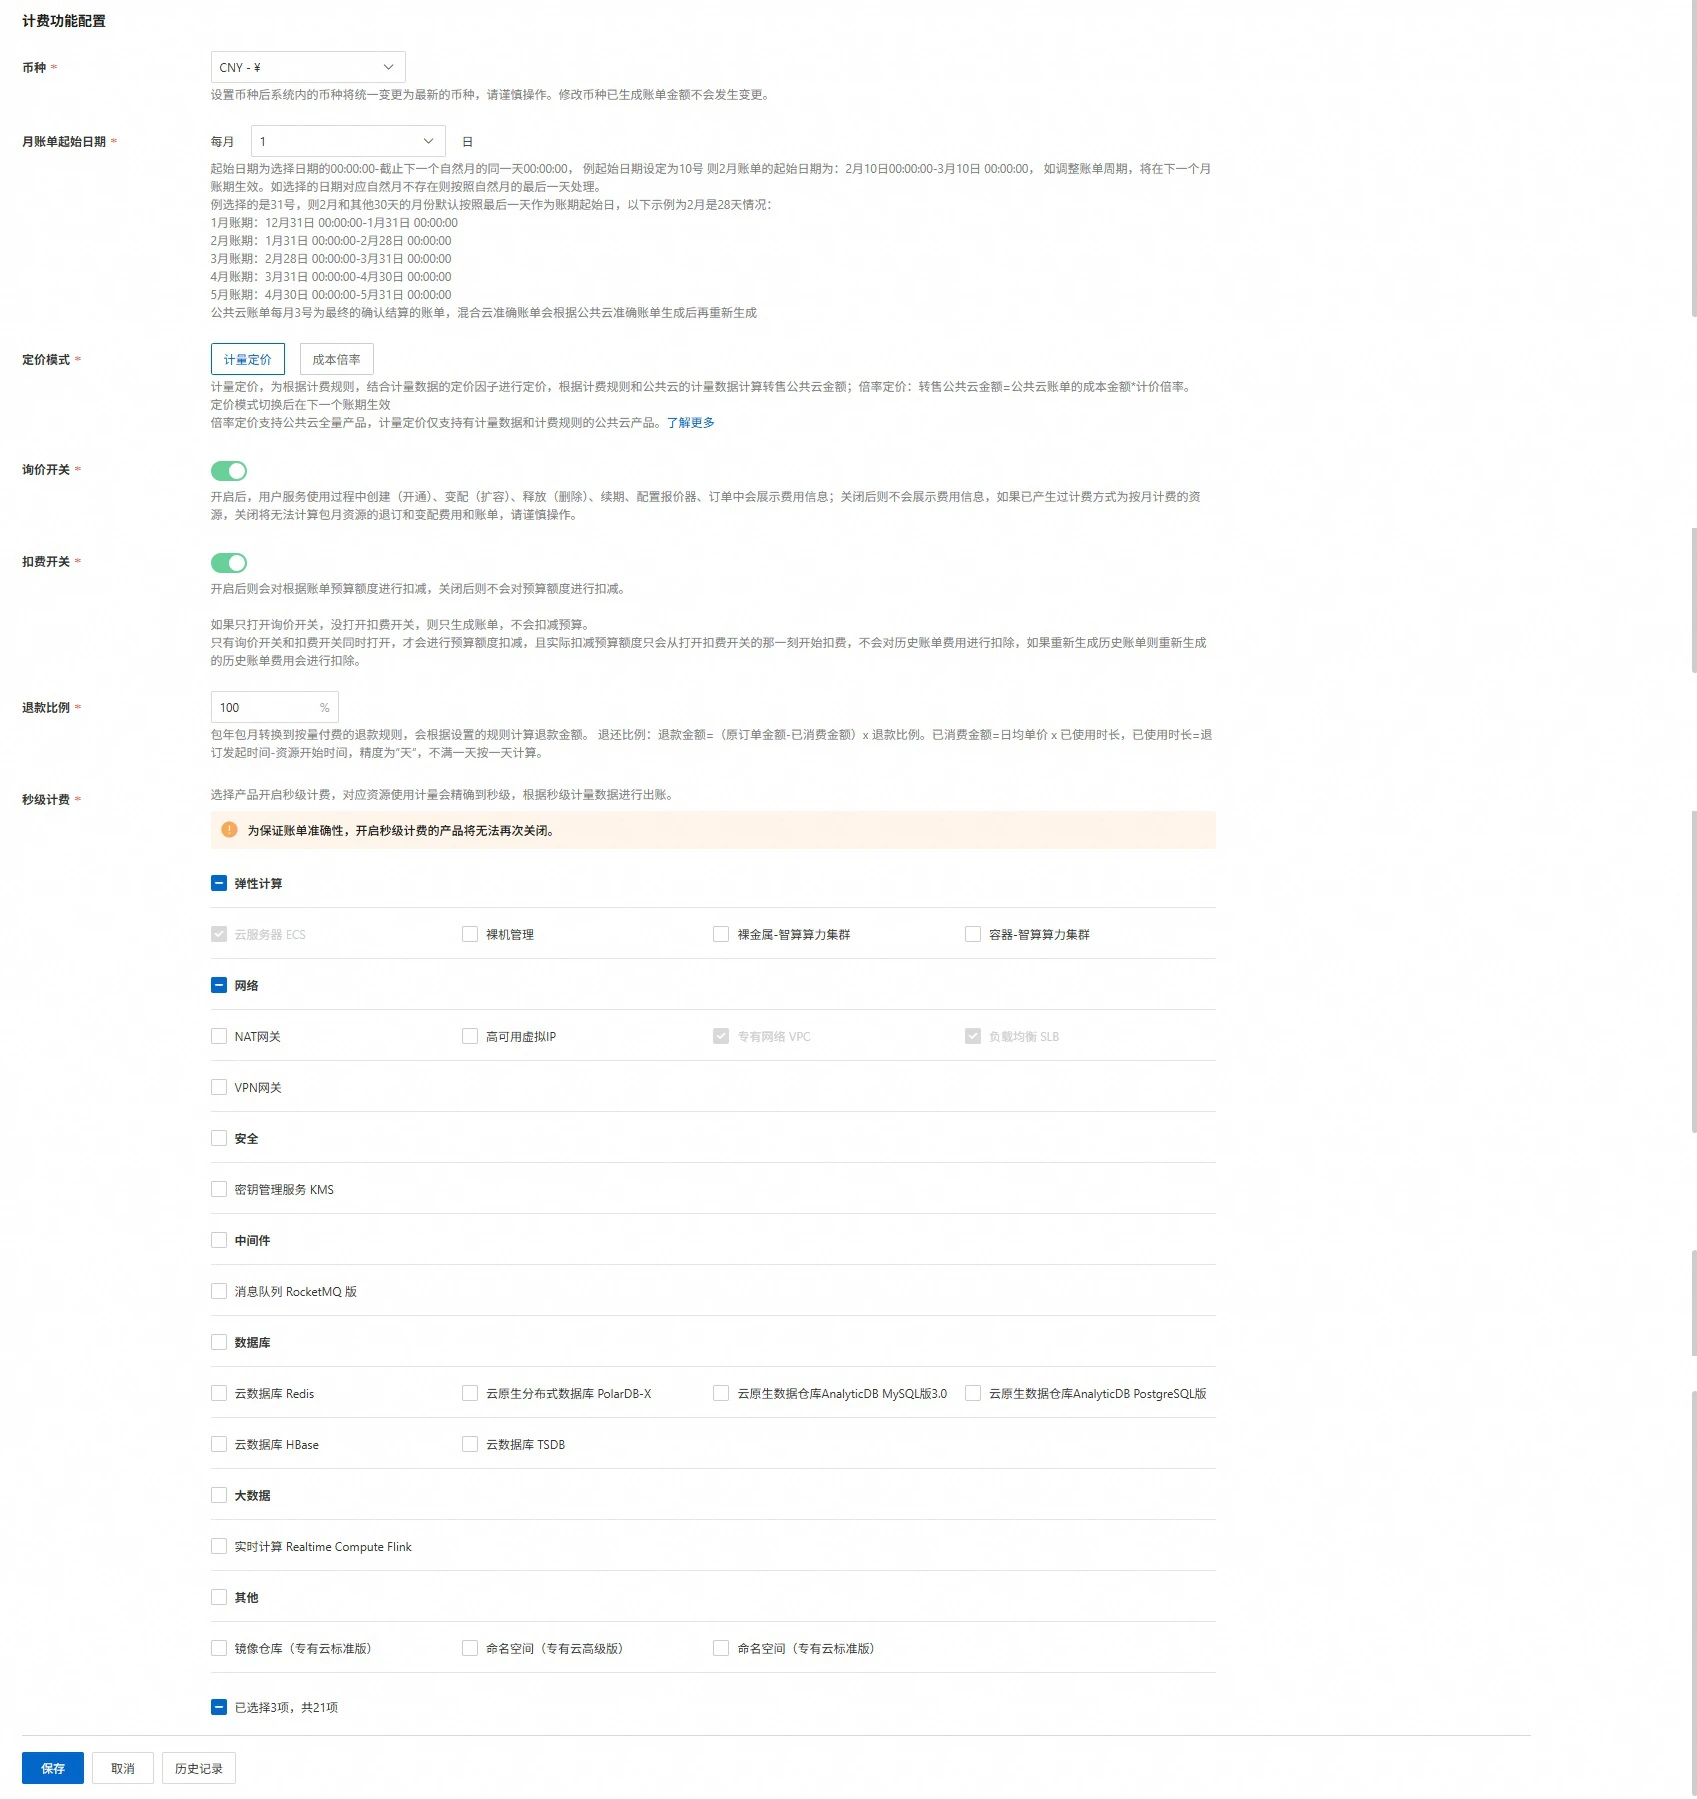 计费功能配置
币种 *
CNY - ¥
设置币种后系统内的币种将统一变更为最新的币种，请谨慎操作。修改币种已生成账单金额不会发生变更。
月账单起始日期 *
每月 1 日
起始日期为选择日期的00:00:00-截止下一个自然月的同一天00:00:00， 例起始日期设定为10号 则2月账单的起始日期为：2月10日00:00:00-3月10日 00:00:00， 如调整账单周期，将在下一个月
账期生效。如选择的日期对应自然月不存在则按照自然月的最后一天处理。
例选择的是31号，则2月和其他30天的月份默认按照最后一天作为账期起始日，以下示例为2月是28天情况：
1月账期：12月31日 00:00:00-1月31日 00:00:00
2月账期：1月31日 00:00:00-2月28日 00:00:00
3月账期：2月28日 00:00:00-3月31日 00:00:00
4月账期：3月31日 00:00:00-4月30日 00:00:00
5月账期：4月30日 00:00:00-5月31日 00:00:00
公共云账单每月3号为最终的确认结算的账单，混合云准确账单会根据公共云准确账单生成后再重新生成
定价模式 *
计量定价 成本倍率
计量定价，为根据计费规则，结合计量数据的定价因子进行定价，根据计费规则和公共云的计量数据计算转售公共云金额；倍率定价：转售公共云金额=公共云账单的成本金额*计价倍率。
定价模式切换后在下一个账期生效
倍率定价支持公共云全量产品，计量定价仅支持有计量数据和计费规则的公共云产品。了解更多
询价开关 *
开启后，用户服务使用过程中创建（开通）、变配（扩容）、释放（删除）、续期、配置报价器、订单中会展示费用信息；关闭后则不会展示费用信息，如果已产生过计费方式为按月计费的资
源，关闭将无法计算包月资源的退订和变配费用和账单，请谨慎操作。
扣费开关 *
开启后则会对根据账单预算额度进行扣减，关闭后则不会对预算额度进行扣减。
如果只打开询价开关，没打开扣费开关，则只生成账单，不会扣减预算。
只有询价开关和扣费开关同时打开，才会进行预算额度扣减，且实际扣减预算额度只会从打开扣费开关的那一刻开始扣费，不会对历史账单费用进行扣除，如果重新生成历史账单则重新生成
的历史账单费用会进行扣除。
退款比例 *
100 %
包年包月转换到按量付费的退款规则，会根据设置的规则计算退款金额。 退还比例：退款金额=（原订单金额-已消费金额）x 退款比例。已消费金额=日均单价 x 已使用时长，已使用时长=退
订发起时间-资源开始时间，精度为“天”，不满一天按一天计算。
秒级计费 *
选择产品开启秒级计费，对应资源使用计量会精确到秒级，根据秒级计量数据进行出账。
为保证账单准确性，开启秒级计费的产品将无法再次关闭。
弹性计算
云服务器 ECS 裸机管理 裸金属-智算算力集群 容器-智算算力集群
网络
NAT网关 高可用虚拟IP 专有网络 VPC 负载均衡 SLB
VPN网关
安全
密钥管理服务 KMS
中间件
消息队列 RocketMQ 版
数据库
云数据库 Redis 云原生分布式数据库 PolarDB-X 云原生数据仓库AnalyticDB MySQL版3.0 云原生数据仓库AnalyticDB PostgreSQL版
云数据库 HBase 云数据库 TSDB
大数据
实时计算 Realtime Compute Flink
其他
镜像仓库（专有云标准版） 命名空间（专有云高级版） 命名空间（专有云标准版）
已选择3项，共21项
保存 取消 历史记录